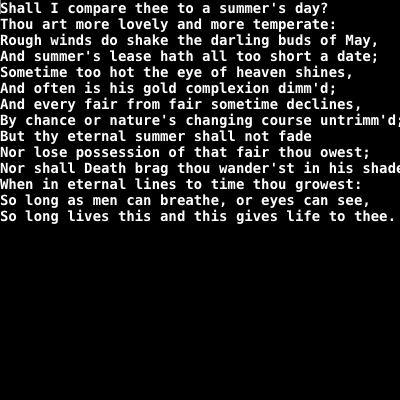 Shall I compare thee to a summer's day?
Thou art more lovely and more temperate:
Rough winds do shake the darling buds of May,
And summer's lease hath all too short a date;
Sometime too hot the eye of heaven shines,
And often is his gold complexion dimm'd;
And every fair from fair sometime declines,
By chance or nature's changing course untrimm'd;
But thy eternal summer shall not fade
Nor lose possession of that fair thou owest;
Nor shall Death brag thou wander'st in his shade
When in eternal lines to time thou growest:
So long as men can breathe, or eyes can see,
So long lives this and this gives life to thee.